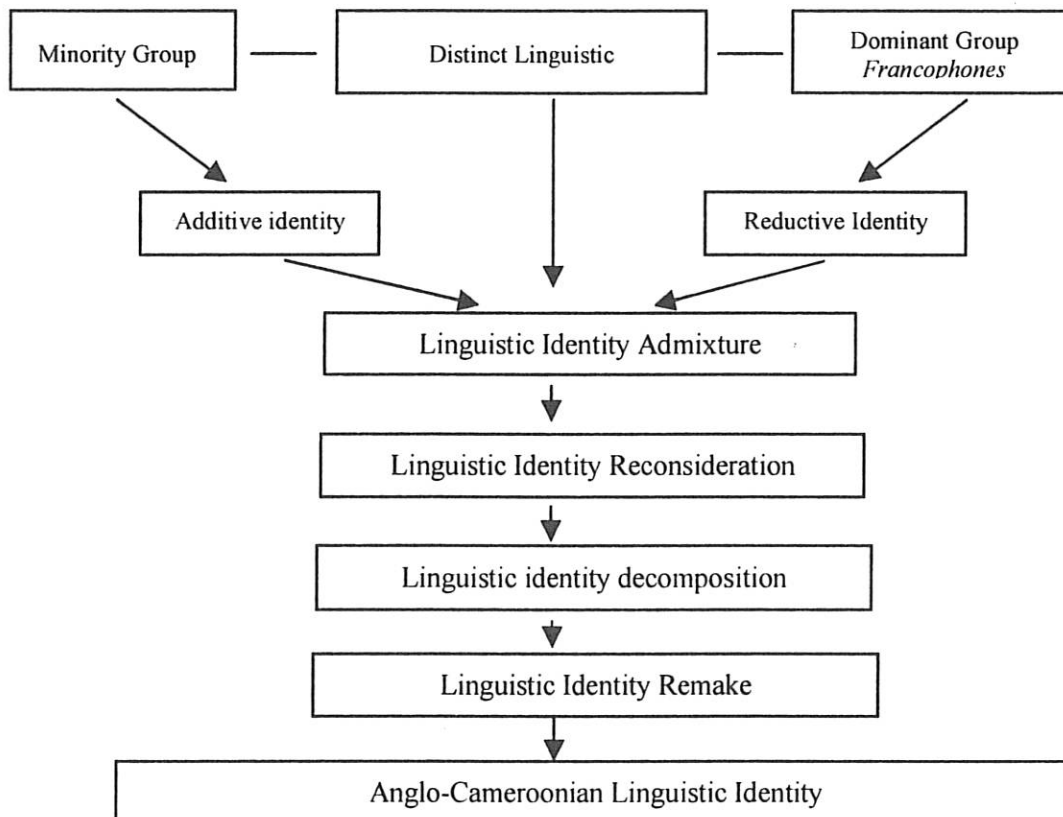 Minority Group
Distinct Linguistic
Dominant Group
Francophones
Additive identity
Reductive Identity
Linguistic Identity Admixture
Linguistic Identity Reconsideration
Linguistic identity decomposition
Linguistic Identity Remake
Anglo-Cameroonian Linguistic Identity